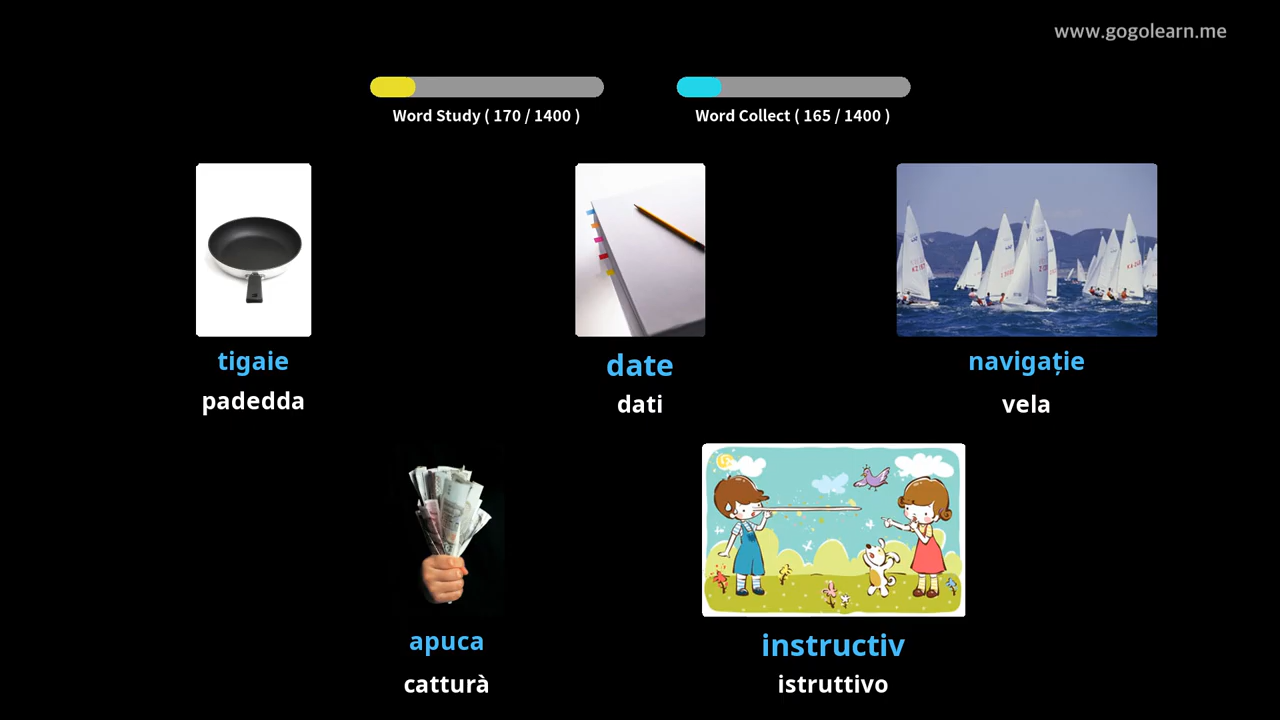 www.gogolearn.me
Word Study ( 170 / 1400 )
Word Collect ( 165 / 1400 )
tigaie
padedda
date
dati
navigație
vela
apuca
catturà
instructiv
istruttivo